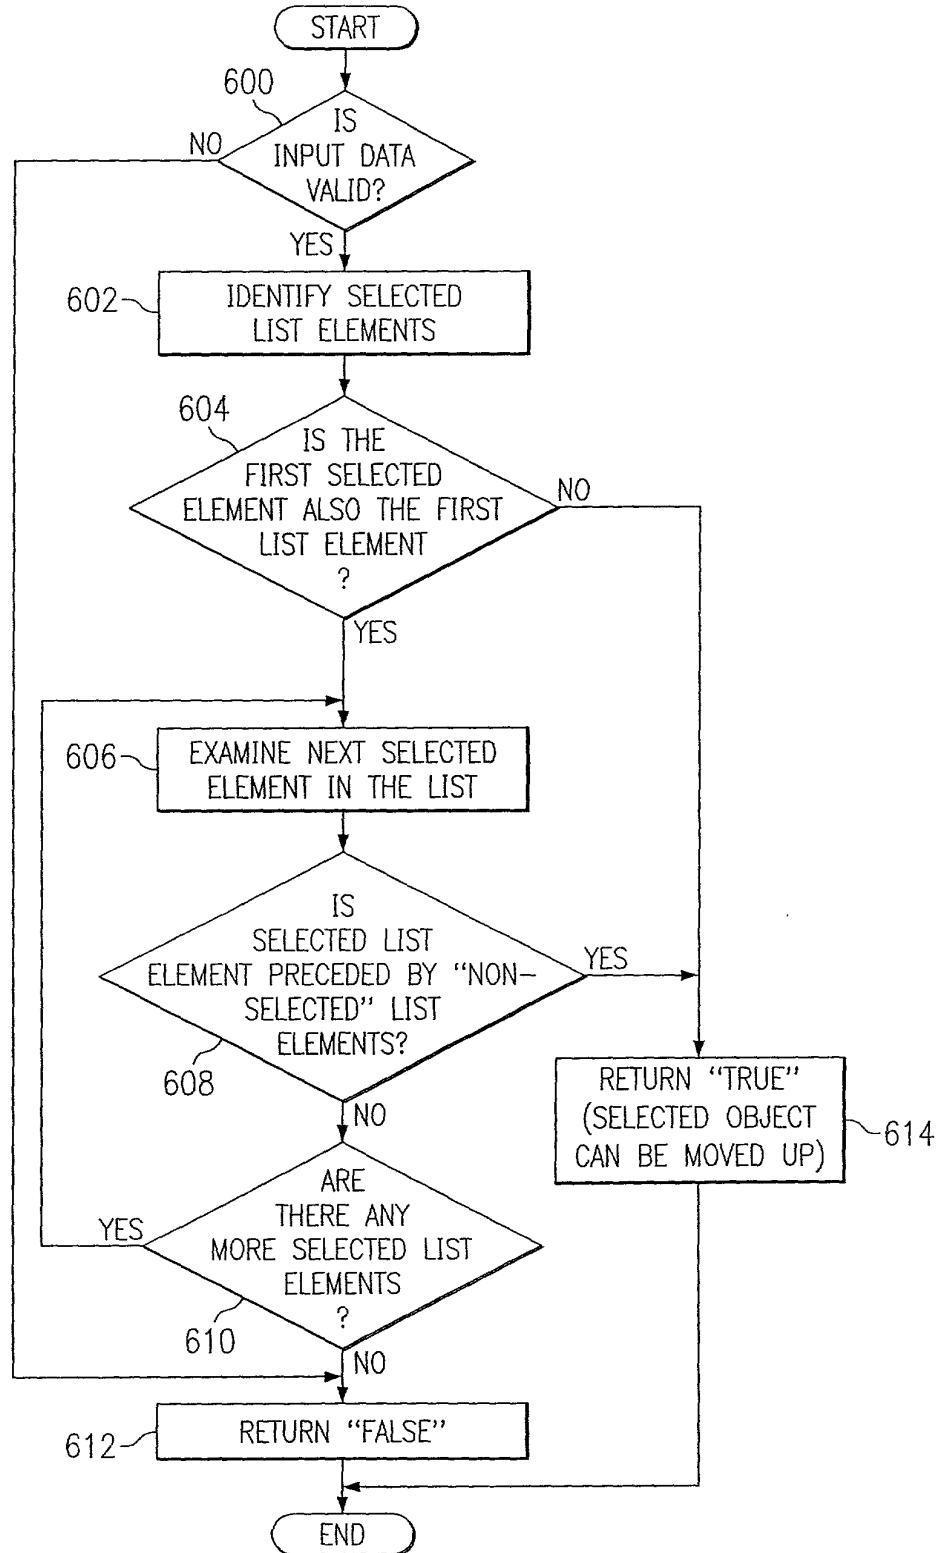 START
600
IS
INPUT DATA
VALID?
NO
YES
602
IDENTIFY SELECTED
LIST ELEMENTS
604
IS THE
FIRST SELECTED
ELEMENT ALSO THE FIRST
LIST ELEMENT
?
NO
YES
606
EXAMINE NEXT SELECTED
ELEMENT IN THE LIST
IS
SELECTED LIST
ELEMENT PRECEDED BY “NON-
SELECTED” LIST
ELEMENTS?
YES
608
NO
RETURN “TRUE”
(SELECTED OBJECT
CAN BE MOVED UP)
614
ARE
THERE ANY
MORE SELECTED LIST
ELEMENTS
?
YES
610
NO
612
RETURN “FALSE”
END